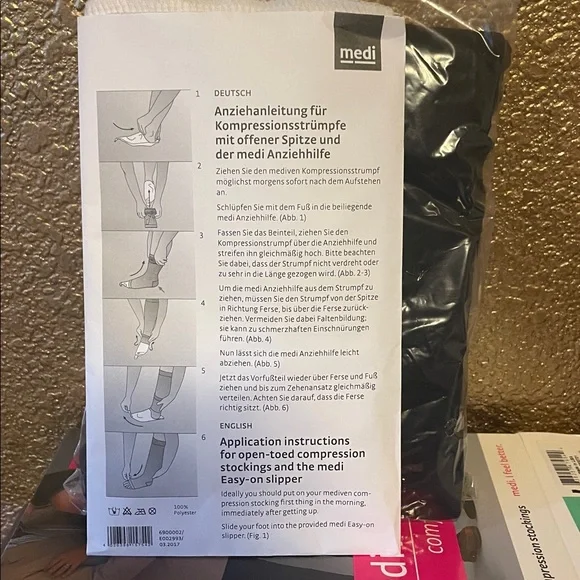 medi
1
2
3
4
5
6
DEUTSCH
Anziehanleitung für
Kompressionsstrümpfe
mit offener Spitze und
der medi Anziehhilfe
Ziehen Sie den mediven Kompressionsstrumpf
möglichst morgens sofort nach dem Aufstehen
an.
Schlüpfen Sie mit dem Fuß in die beiliegende
medi Anziehhilfe. (Abb. 1)
Fassen Sie das Beinteil, ziehen Sie den
Kompressionstrumpf über die Anziehhilfe und
streifen ihn gleichmäßig hoch. Bitte beachten
Sie dabei, dass der Strumpf nicht verdreht oder
zu sehr in die Länge gezogen wird. (Abb. 2-3)
Um die medi Anziehhilfe aus dem Strumpf zu
ziehen, müssen Sie den Strumpf von der Spitze
in Richtung Ferse, bis über die Ferse zurück-
ziehen. Vermeiden Sie dabei Faltenbildung;
sie kann zu schmerzhaften Einschnürungen
führen. (Abb. 4)
Nun lässt sich die medi Anziehhilfe leicht
abziehen. (Abb. 5)
Jetzt das Vorfußteil wieder über Ferse und Fuß
ziehen und bis zum Zehenansatz gleichmäßig
verteilen. Achten Sie darauf, dass die Ferse
richtig sitzt. (Abb. 6)
ENGLISH
Application instructions
for open-toed compression
stockings and the medi
Easy-on slipper
Ideally you should put on your mediven com-
pression stocking first thing in the morning,
immediately after getting up.
Slide your foot into the provided medi Easy-on
slipper. (Fig. 1)
100%
Polyester
6900002/
E002993/
03.2017
medi. i feel better.
pression stockings
di
com